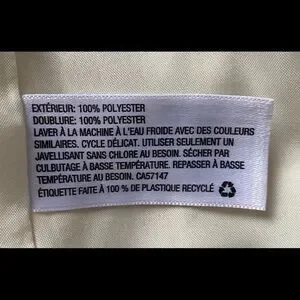 EXTÉRIEUR: 100% POLYESTER
DOUBLURE: 100% POLYESTER
LAVER À LA MACHINE À L'EAU FROIDE AVEC DES COULEURS
SIMILAIRES. CYCLE DÉLICAT. UTILISER SEULEMENT UN
JAVELLISANT SANS CHLORE AU BESOIN. SÉCHER PAR
CULBUTAGE À BASSE TEMPÉRATURE. REPASSER À BASSE
TEMPÉRATURE AU BESOIN. CA57147
ÉTIQUETTE FAITE À 100 % DE PLASTIQUE RECYCLÉ